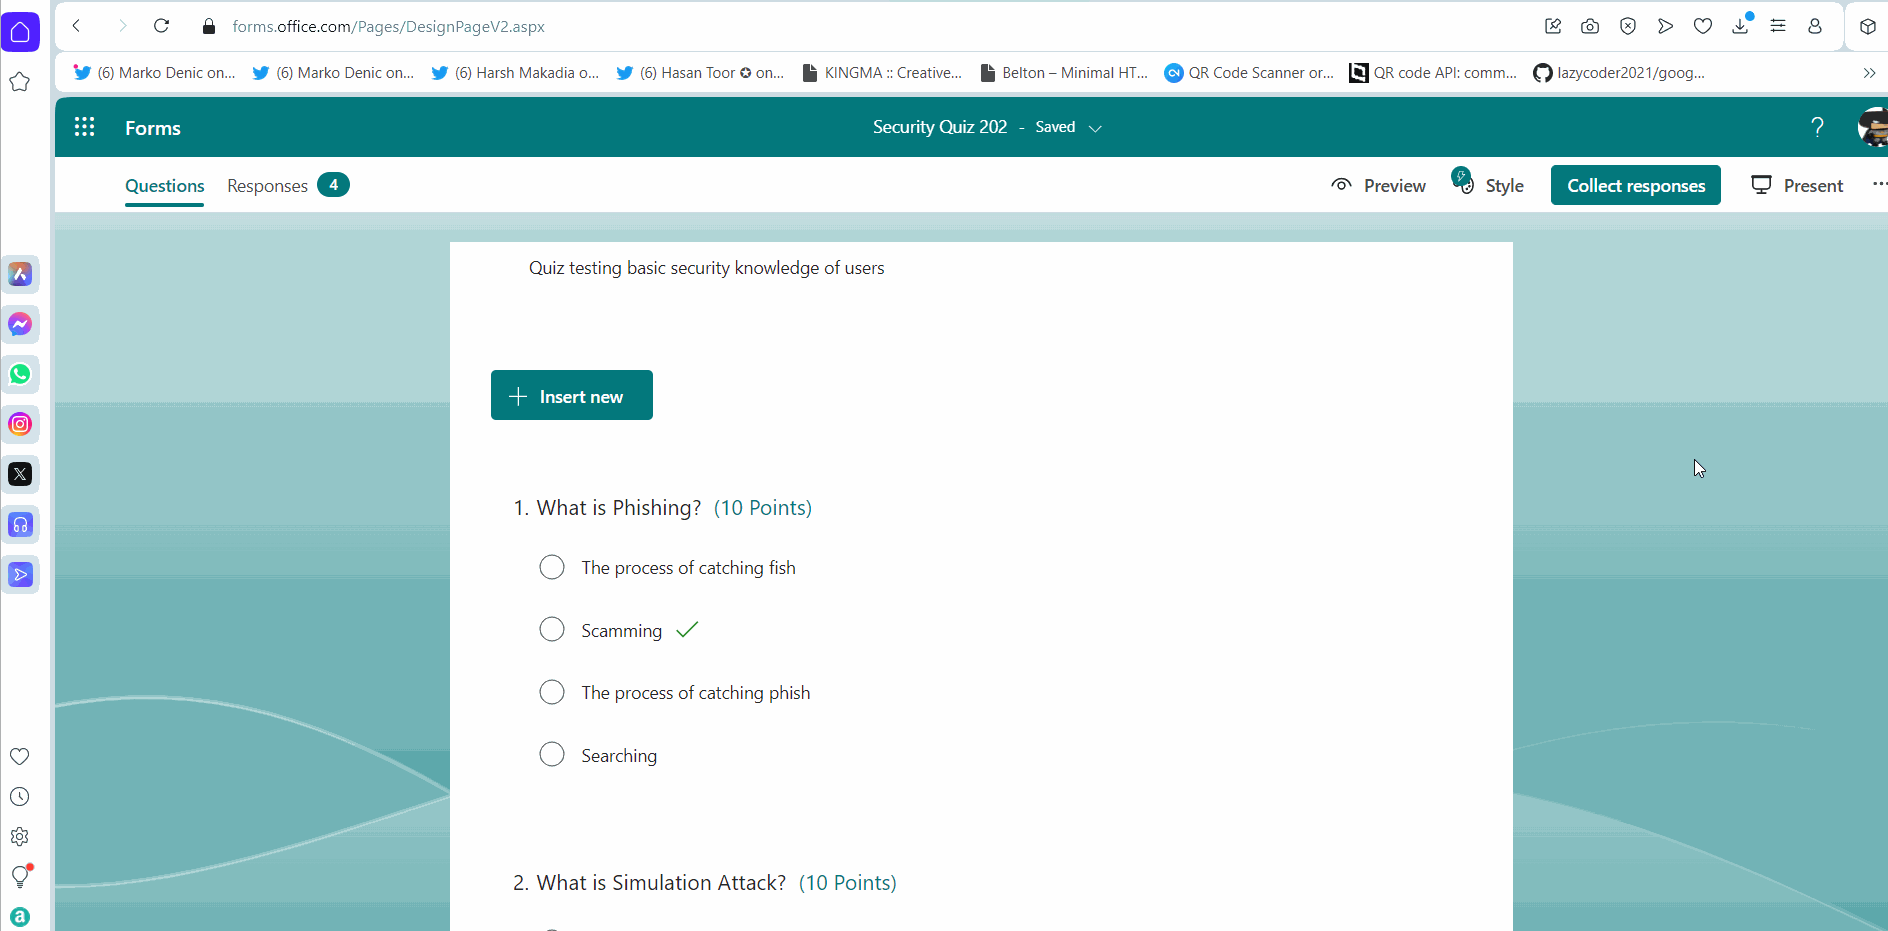 forms.office.com/Pages/DesignPageV2.aspx
(6) Marko Denic on...
(6) Marko Denic on...
(6) Harsh Makadia o...
(6) Hasan Toor ✪ on...
KINGMA :: Creative...
Belton – Minimal HT...
QR Code Scanner or...
QR code API: comm...
lazycoder2021/goog...
Forms
Security Quiz 202 - Saved
?
Questions
Responses 4
Preview
Style
Collect responses
Present
Quiz testing basic security knowledge of users
Insert new
1. What is Phishing? (10 Points)
The process of catching fish
Scamming
The process of catching phish
Searching
2. What is Simulation Attack? (10 Points)
a